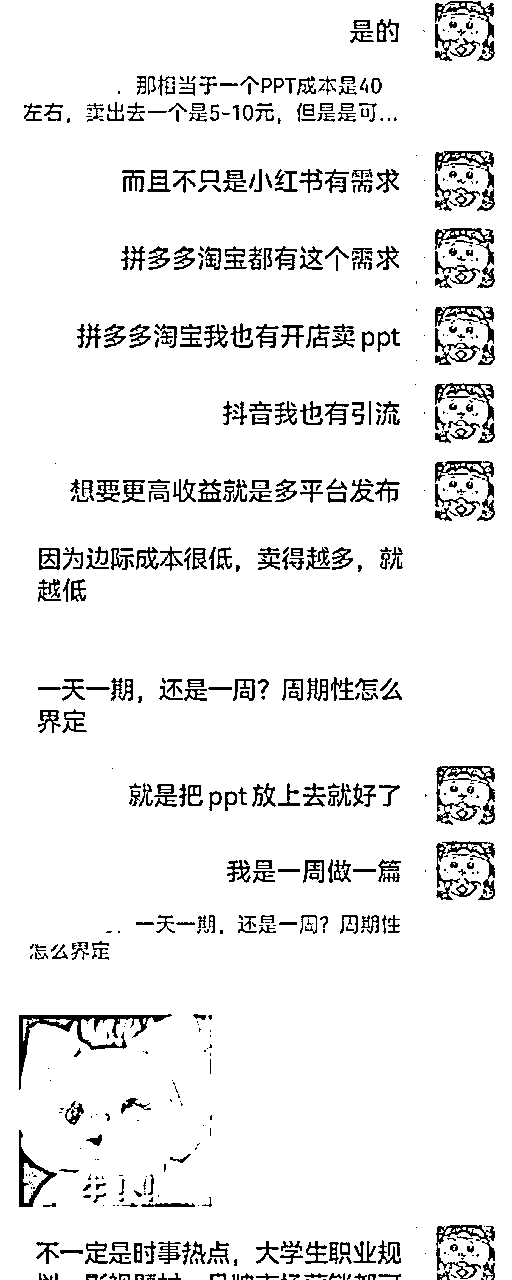 是的
那相当于一个PPT成本是40
左右，卖出去一个是5-10元，但是是可...
而且不只是小红书有需求
拼多多淘宝都有这个需求
拼多多淘宝我也有开店卖ppt
抖音我也有引流
想要更高收益就是多平台发布
因为边际成本很低，卖得越多，就
越低
一天一期，还是一周？周期性怎么
界定
就是把ppt放上去就好了
我是一周做一篇
一天一期，还是一周？周期性
怎么界定
牛！！
不一定是时事热点，大学生职业规